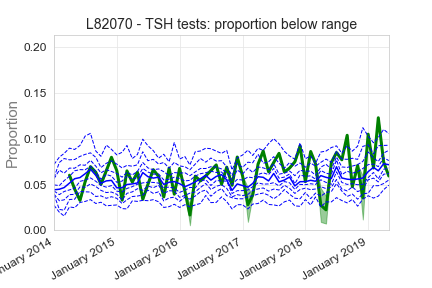 L82070 - TSH tests: proportion below range
0.20
0.15
0.10
0.05
0.00
Proportion
nuary 2014
January 2015
January 2016
January 2017
January 2018
January 2019